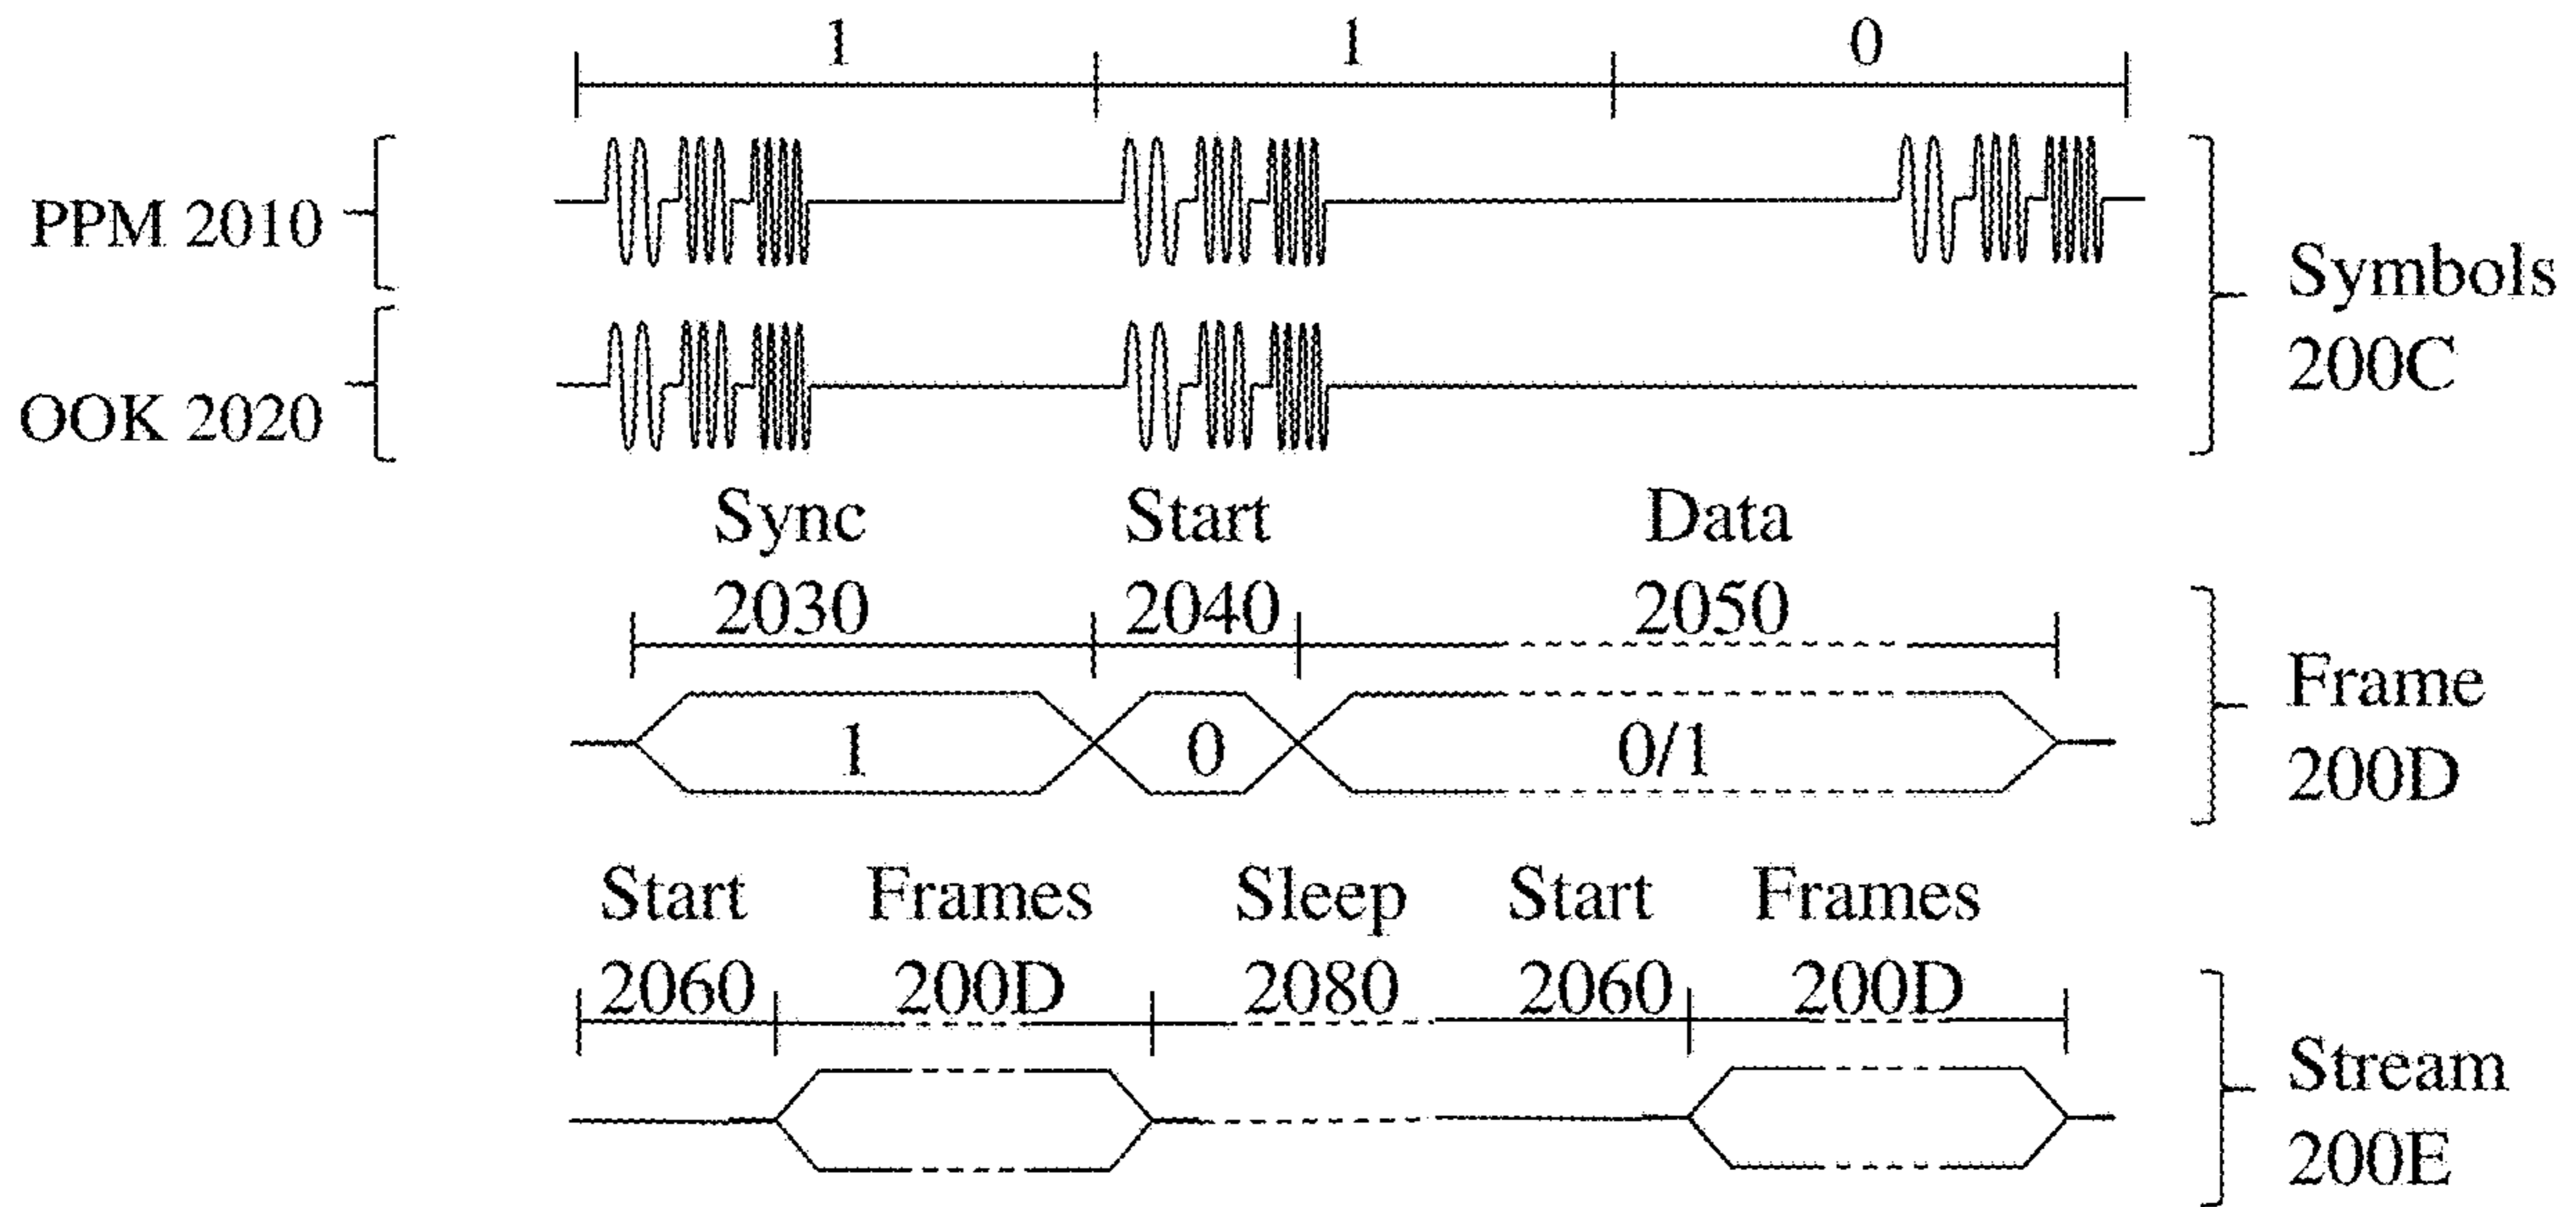 1 1 0
PPM 2010
OOK 2020
Symbols
200C
Sync Start Data
2030 2040 2050
1 0 0/1
Frame
200D
Start Frames Sleep Start Frames
2060 200D 2080 2060 200D
Stream
200E